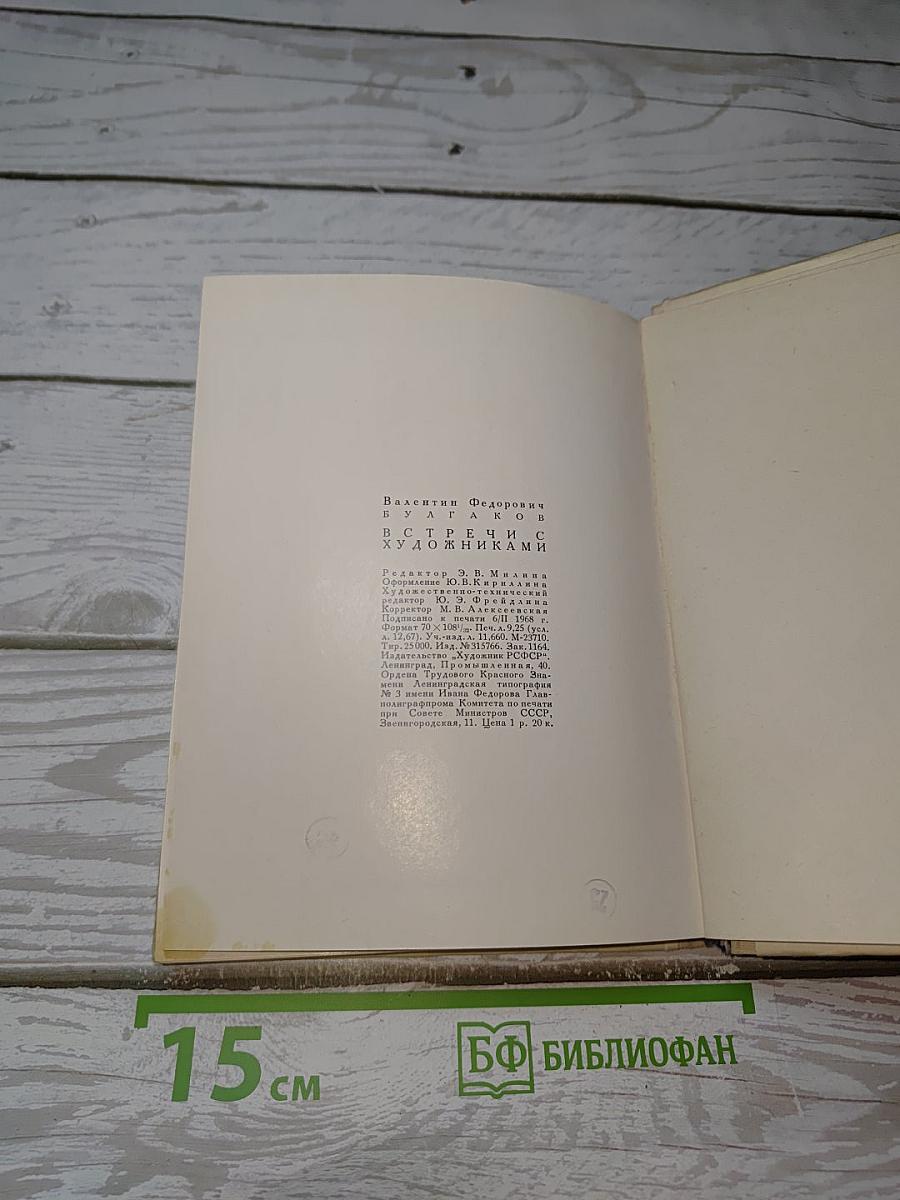 Валентин Федорович
БУЛГАКОВ
ВСТРЕЧИ С
ХУДОЖНИКАМИ
Редактор Э. В. Милина
Оформление Ю. В. Кириллина
Художественно-технический
редактор Ю. Э. Фрейдлина
Корректор М. В. Алексеевская
Подписано к печати 6/II 1968 г.
Формат 70×108¹/₃₂. Печ. л. 9,25 (усл.
л. 12,67). Уч.-изд. л. 11,660. М-23710.
Тир. 25000. Изд. № 315766. Зак. 1164.
Издательство „Художник РСФСР".
Ленинград, Промышленная, 40.
Ордена Трудового Красного Зна-
мени Ленинградская типография
№ 3 имени Ивана Федорова Глав-
полиграфпрома Комитета по печати
при Совете Министров СССР,
Звенигородская, 11. Цена 1 р. 20 к.
15 см
БФ БИБЛИОФАН